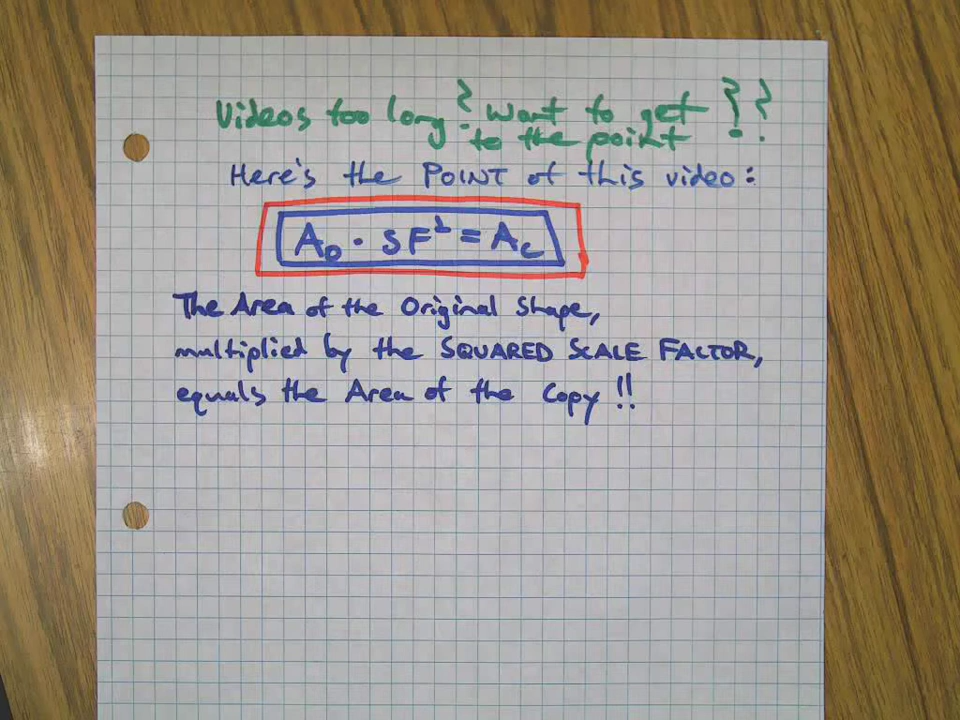 Videos too long? Want to get ??
to the point
Here's the POINT of this video:
A₀ · SF² = A꜀
The Area of the Original Shape,
multiplied by the SQUARED SCALE FACTOR,
equals the Area of the Copy !!